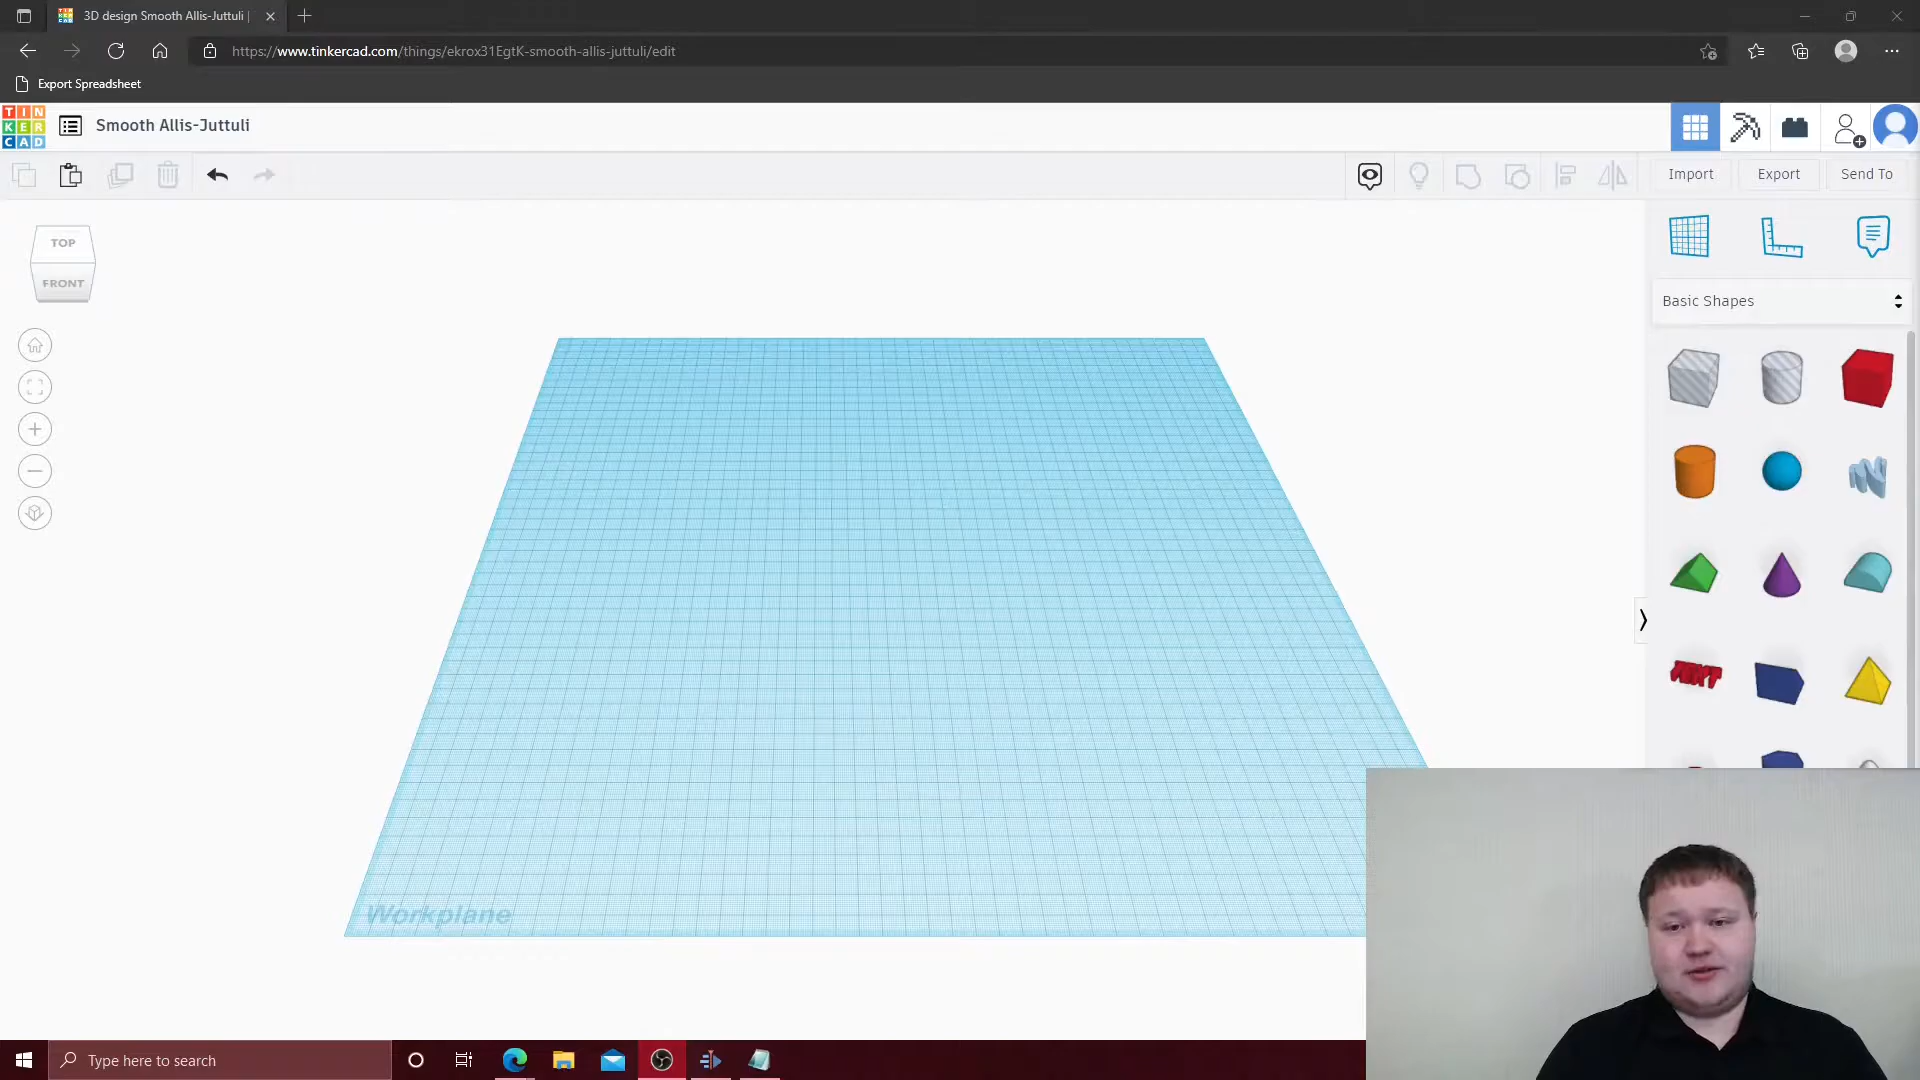 3D design Smooth Allis-Juttuli |
https://www.tinkercad.com/things/ekrox31EgtK-smooth-allis-juttuli/edit
Export Spreadsheet
TIN
KER
CAD
Smooth Allis-Juttuli
Import
Export
Send To
TOP
FRONT
Basic Shapes
TEXT
Workplane
Type here to search